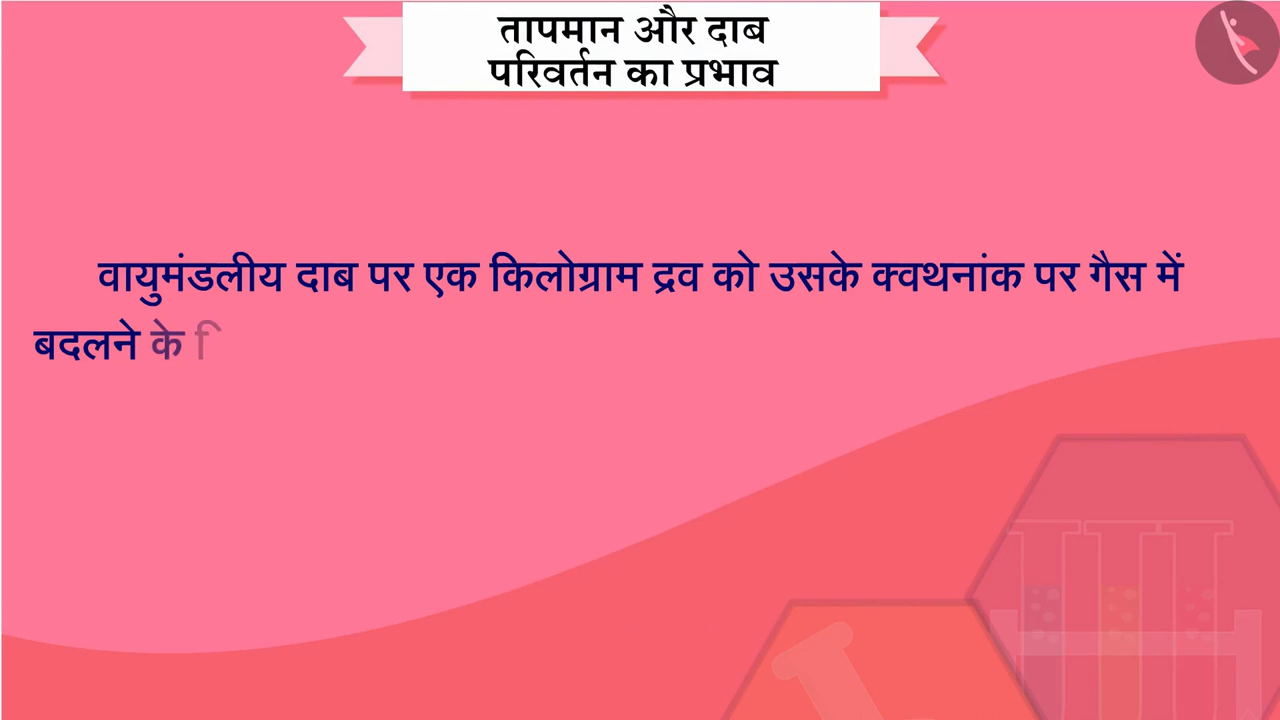 तापमान और दाब
परिवर्तन का प्रभाव
वायुमंडलीय दाब पर एक किलोग्राम द्रव को उसके क्वथनांक पर गैस में
बदलने के